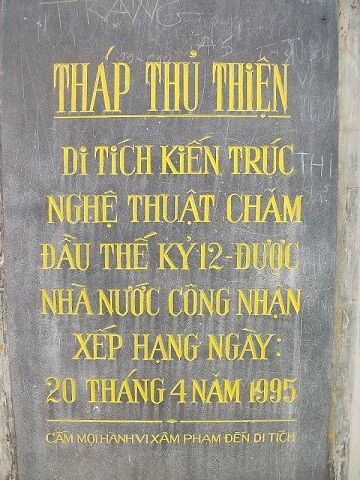 THÁP THỦ THIỆN
Di TÍCH KIẾN TRÚC
NGHỆ THUẬT CHĂM
ĐẦU THẾ KỶ 12-ĐƯỢC
NHÀ NƯỚC CÔNG NHẬN
XẾP HẠNG NGÀY:
20 THÁNG 4 NĂM 1995
CẤM MỌI HÀNH VI XÂM PHẠM ĐẾN DI TÍCH